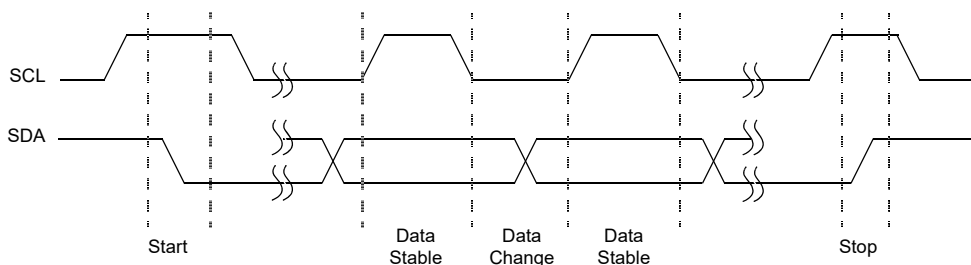 SCL
SDA
Start
Data
Stable
Data
Change
Data
Stable
Stop